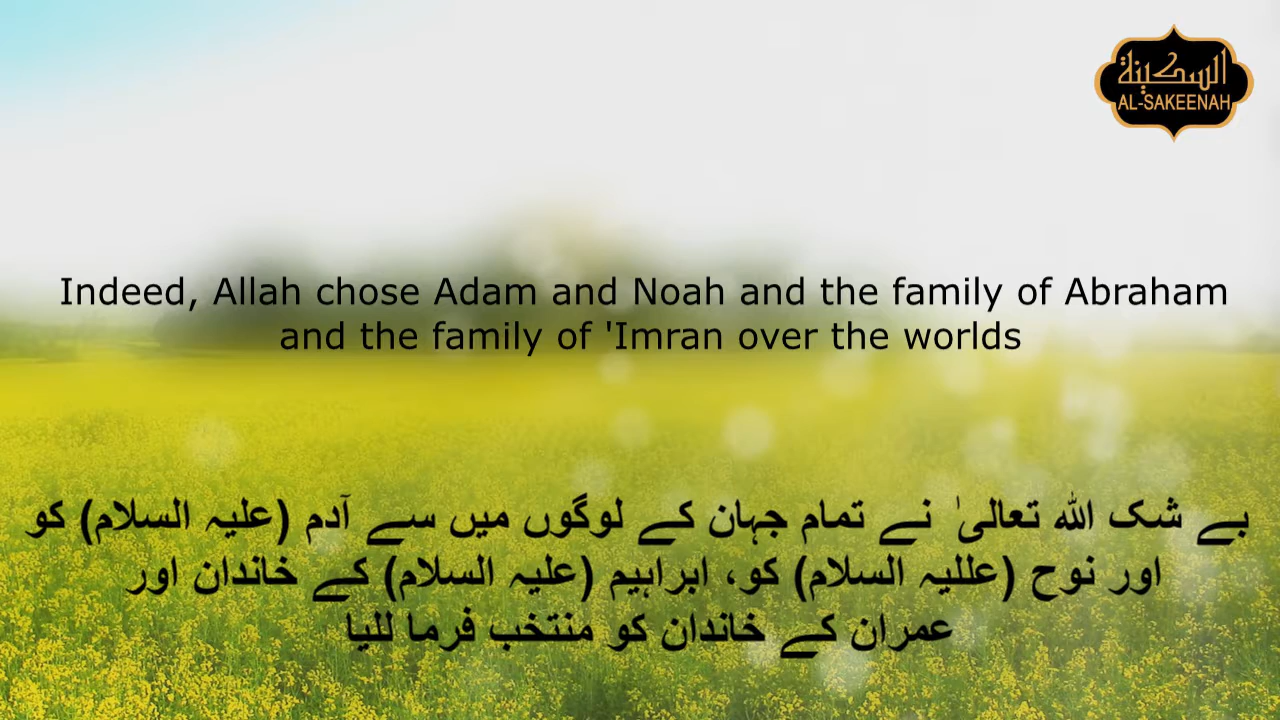 السكينة
AL-SAKEENAH
Indeed, Allah chose Adam and Noah and the family of Abraham
and the family of 'Imran over the worlds
بے شک اللہ تعالیٰ نے تمام جہان کے لوگوں میں سے آدم (علیہ السلام) کو
اور نوح (عللیہ السلام) کو، ابراہیم (علیہ السلام) کے خاندان اور
عمران کے خاندان کو منتخب فرما للیا